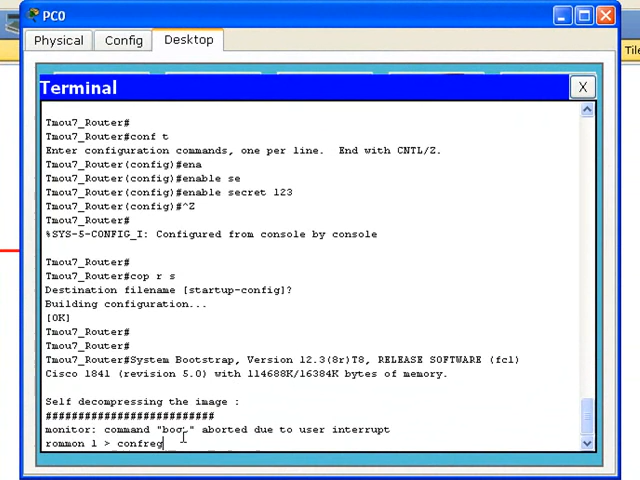 PC0
Physical
Config
Desktop
Tile
Terminal
X
Tmou7_Router#
Tmou7_Router#conf t
Enter configuration commands, one per line.  End with CNTL/Z.
Tmou7_Router(config)#ena
Tmou7_Router(config)#enable se
Tmou7_Router(config)#enable secret 123
Tmou7_Router(config)#^Z
Tmou7_Router#
%SYS-5-CONFIG_I: Configured from console by console
Tmou7_Router#
Tmou7_Router#cop r s
Destination filename [startup-config]?
Building configuration...
[OK]
Tmou7_Router#
Tmou7_Router#
Tmou7_Router#System Bootstrap, Version 12.3(8r)T8, RELEASE SOFTWARE (fc1)
Cisco 1841 (revision 5.0) with 114688K/16384K bytes of memory.
Self decompressing the image :
##########################
monitor: command "boot" aborted due to user interrupt
rommon 1 > confreg